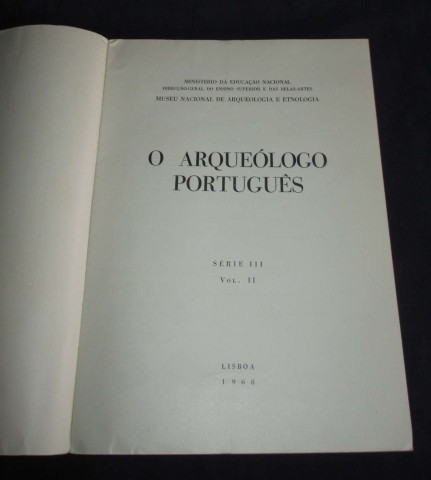 MINISTÉRIO DA EDUCAÇÃO NACIONAL
DIRECÇÃO-GERAL DO ENSINO SUPERIOR E DAS BELAS-ARTES
MUSEU NACIONAL DE ARQUEOLOGIA E ETNOLOGIA
O ARQUEÓLOGO
PORTUGUÊS
SÉRIE III
VOL. II
LISBOA
1968